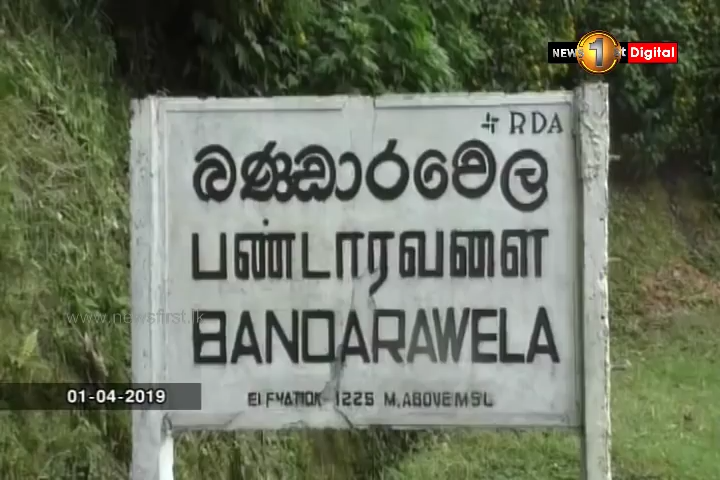 NEWS 1st Digital
RDA
බණ්ඩාරවෙල
பண்டாரவளை
BANDARAWELA
ELEVATION 1225 M. ABOVE MSL
www.newsfirst.lk
01-04-2019